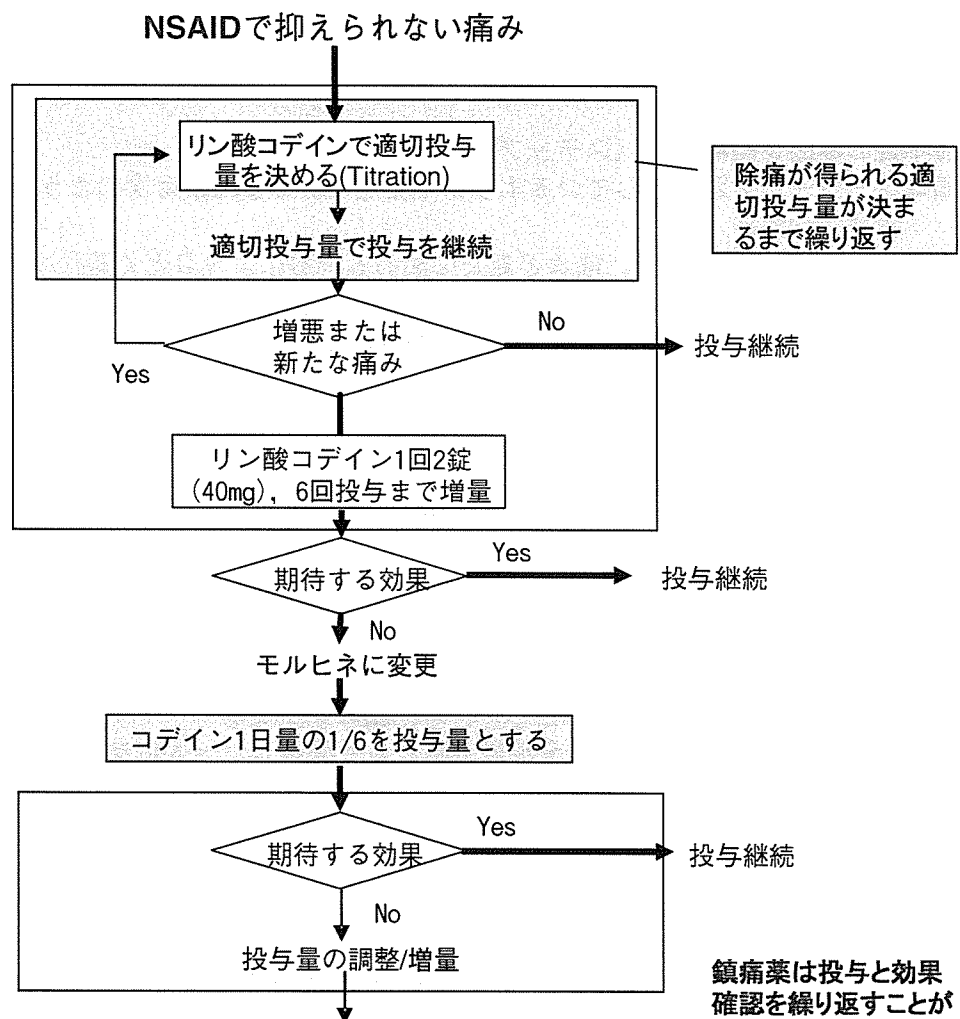 NSAIDで抑えられない痛み
リン酸コデインで適切投与
量を決める(Titration)
適切投与量で投与を継続
除痛が得られる適
切投与量が決ま
るまで繰り返す
増悪または
新たな痛み
No
投与継続
Yes
リン酸コデイン1回2錠
(40mg), 6回投与まで増量
期待する効果
Yes
投与継続
No
モルヒネに変更
コデイン1日量の1/6を投与量とする
期待する効果
Yes
投与継続
No
投与量の調整/増量
鎮痛薬は投与と効果
確認を繰り返すことが